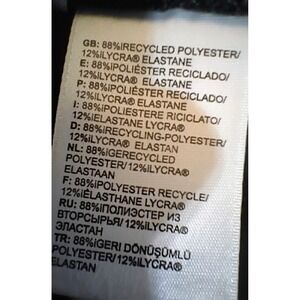 GB: 88%RECYCLED POLYESTER/
12%LYCRA® ELASTANE
E: 88%POLIÉSTER RECICLADO/
12%LYCRA® ELASTANE
P: 88%POLIÉSTER RECICLADO/
12%LYCRA® ELASTANE
I: 88%POLIESTERE RICICLATO/
12%ELASTANE LYCRA®
D: 88%RECYCLING-POLYESTER/
12%LYCRA® ELASTAN
NL: 88%GERECYCLED
POLYESTER/12%LYCRA®
ELASTAAN
F: 88%POLYESTER RECYCLE/
12%ÉLASTHANE LYCRA®
RU: 88%ПОЛИЭСТЕР ИЗ
ВТОРСЫРЬЯ/12%LYCRA®
ЭЛАСТАН
TR: 88%GERİ DÖNÜŞÜMLÜ
POLYESTER/12%LYCRA®
ELASTAN